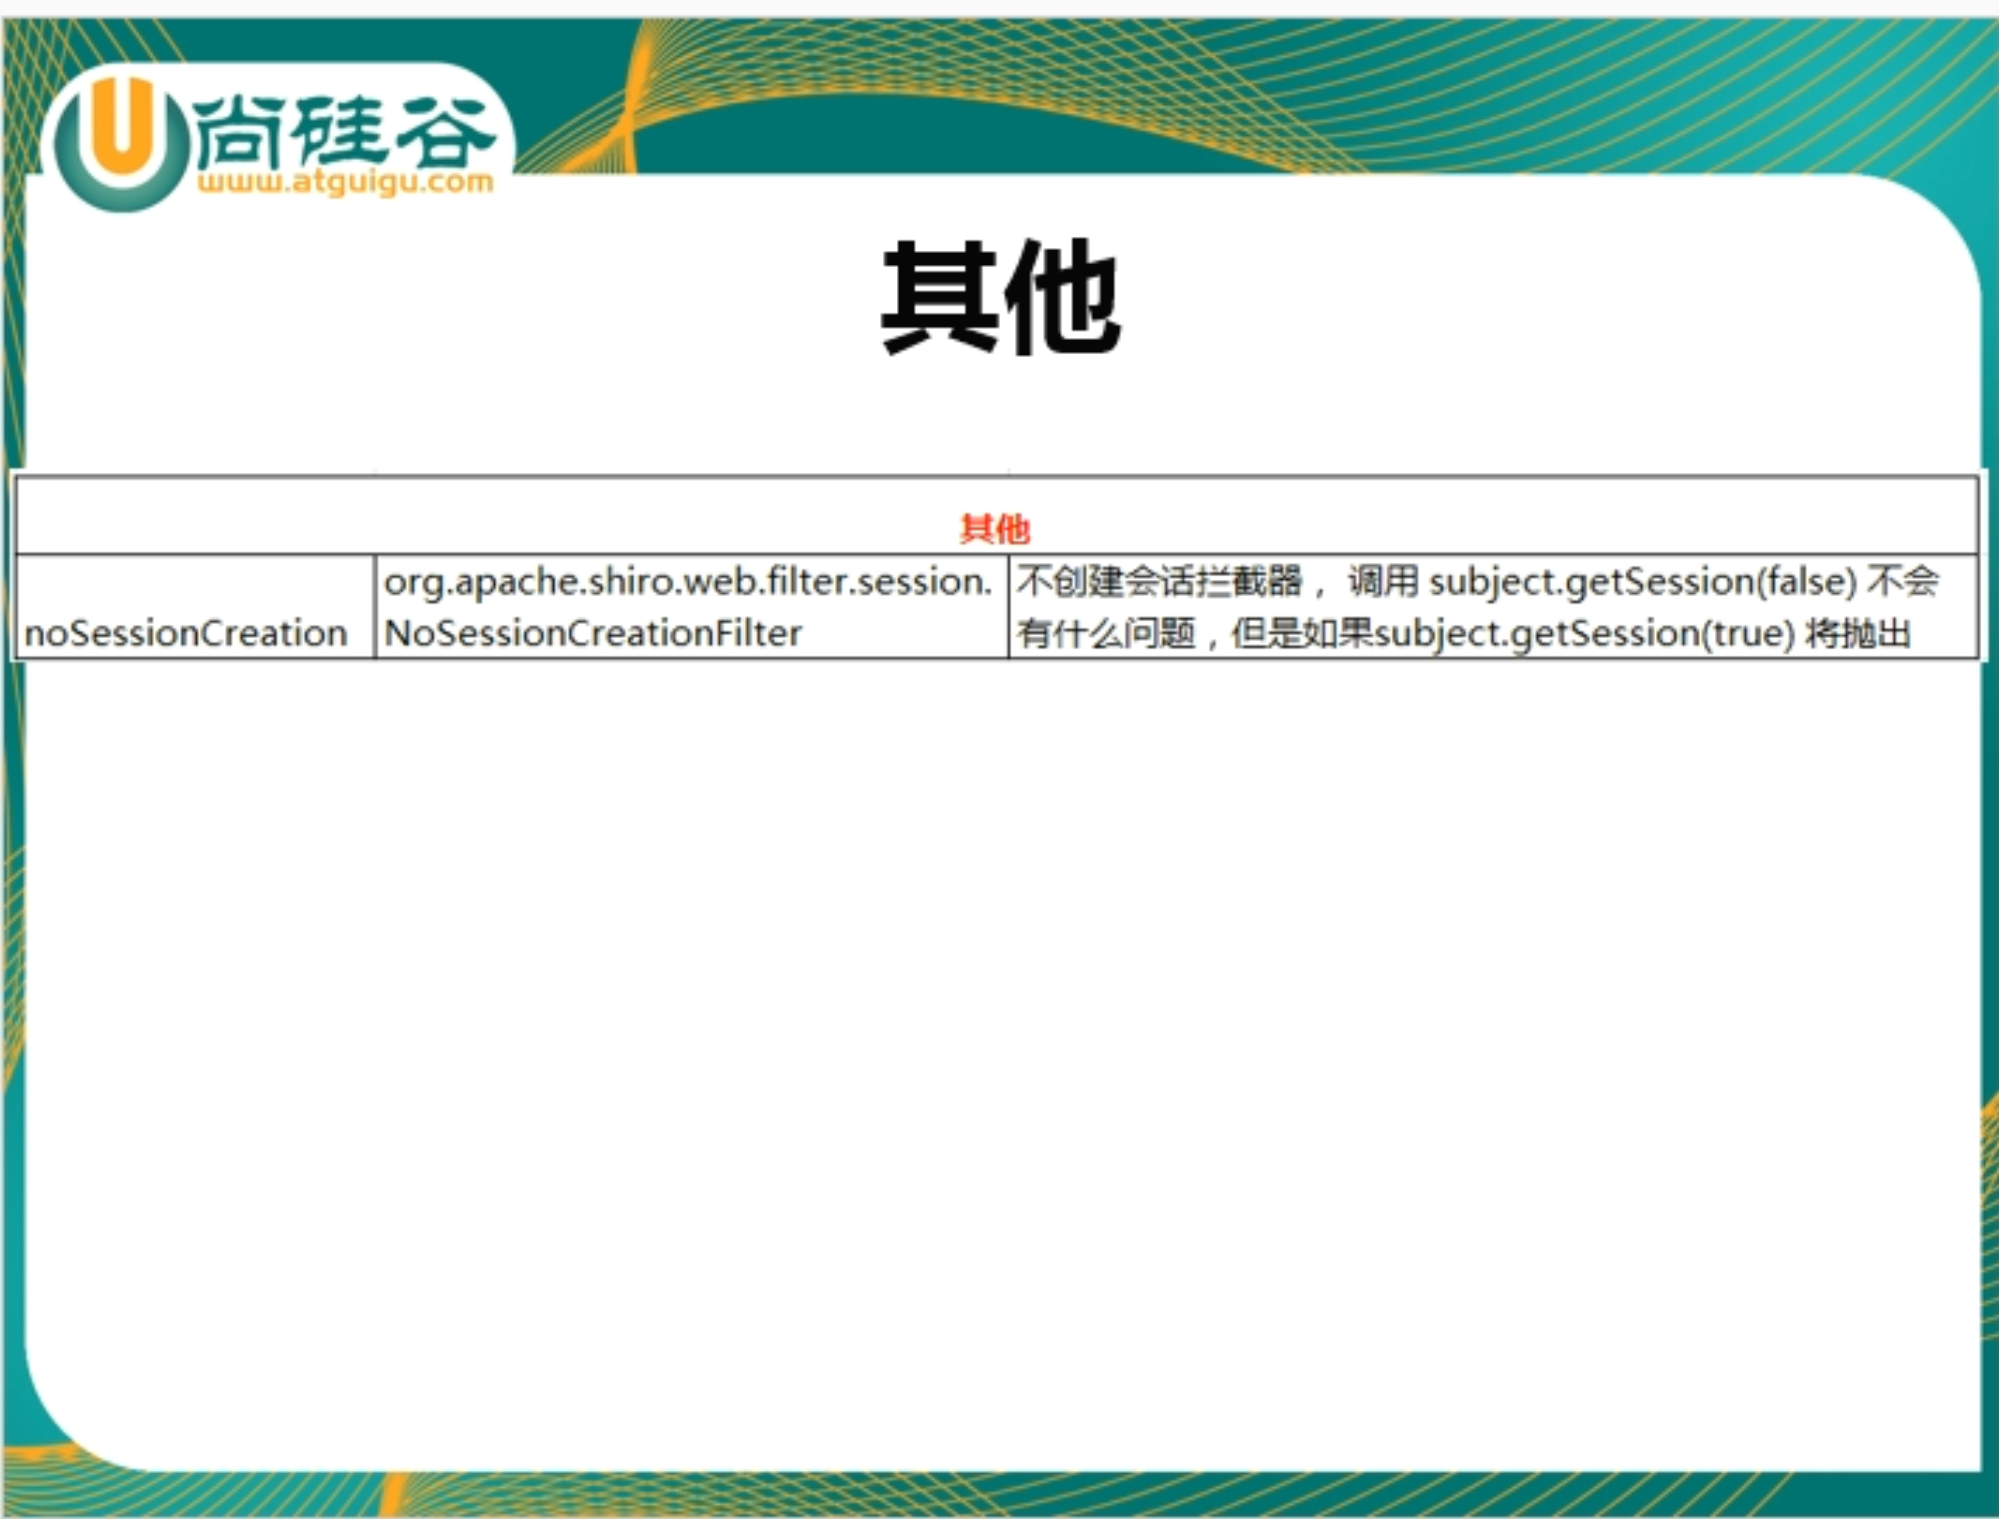 尚硅谷
www.atguigu.com
其他
其他
noSessionCreation
org.apache.shiro.web.filter.session.
NoSessionCreationFilter
不创建会话拦截器， 调用 subject.getSession(false) 不会
有什么问题，但是如果subject.getSession(true) 将抛出